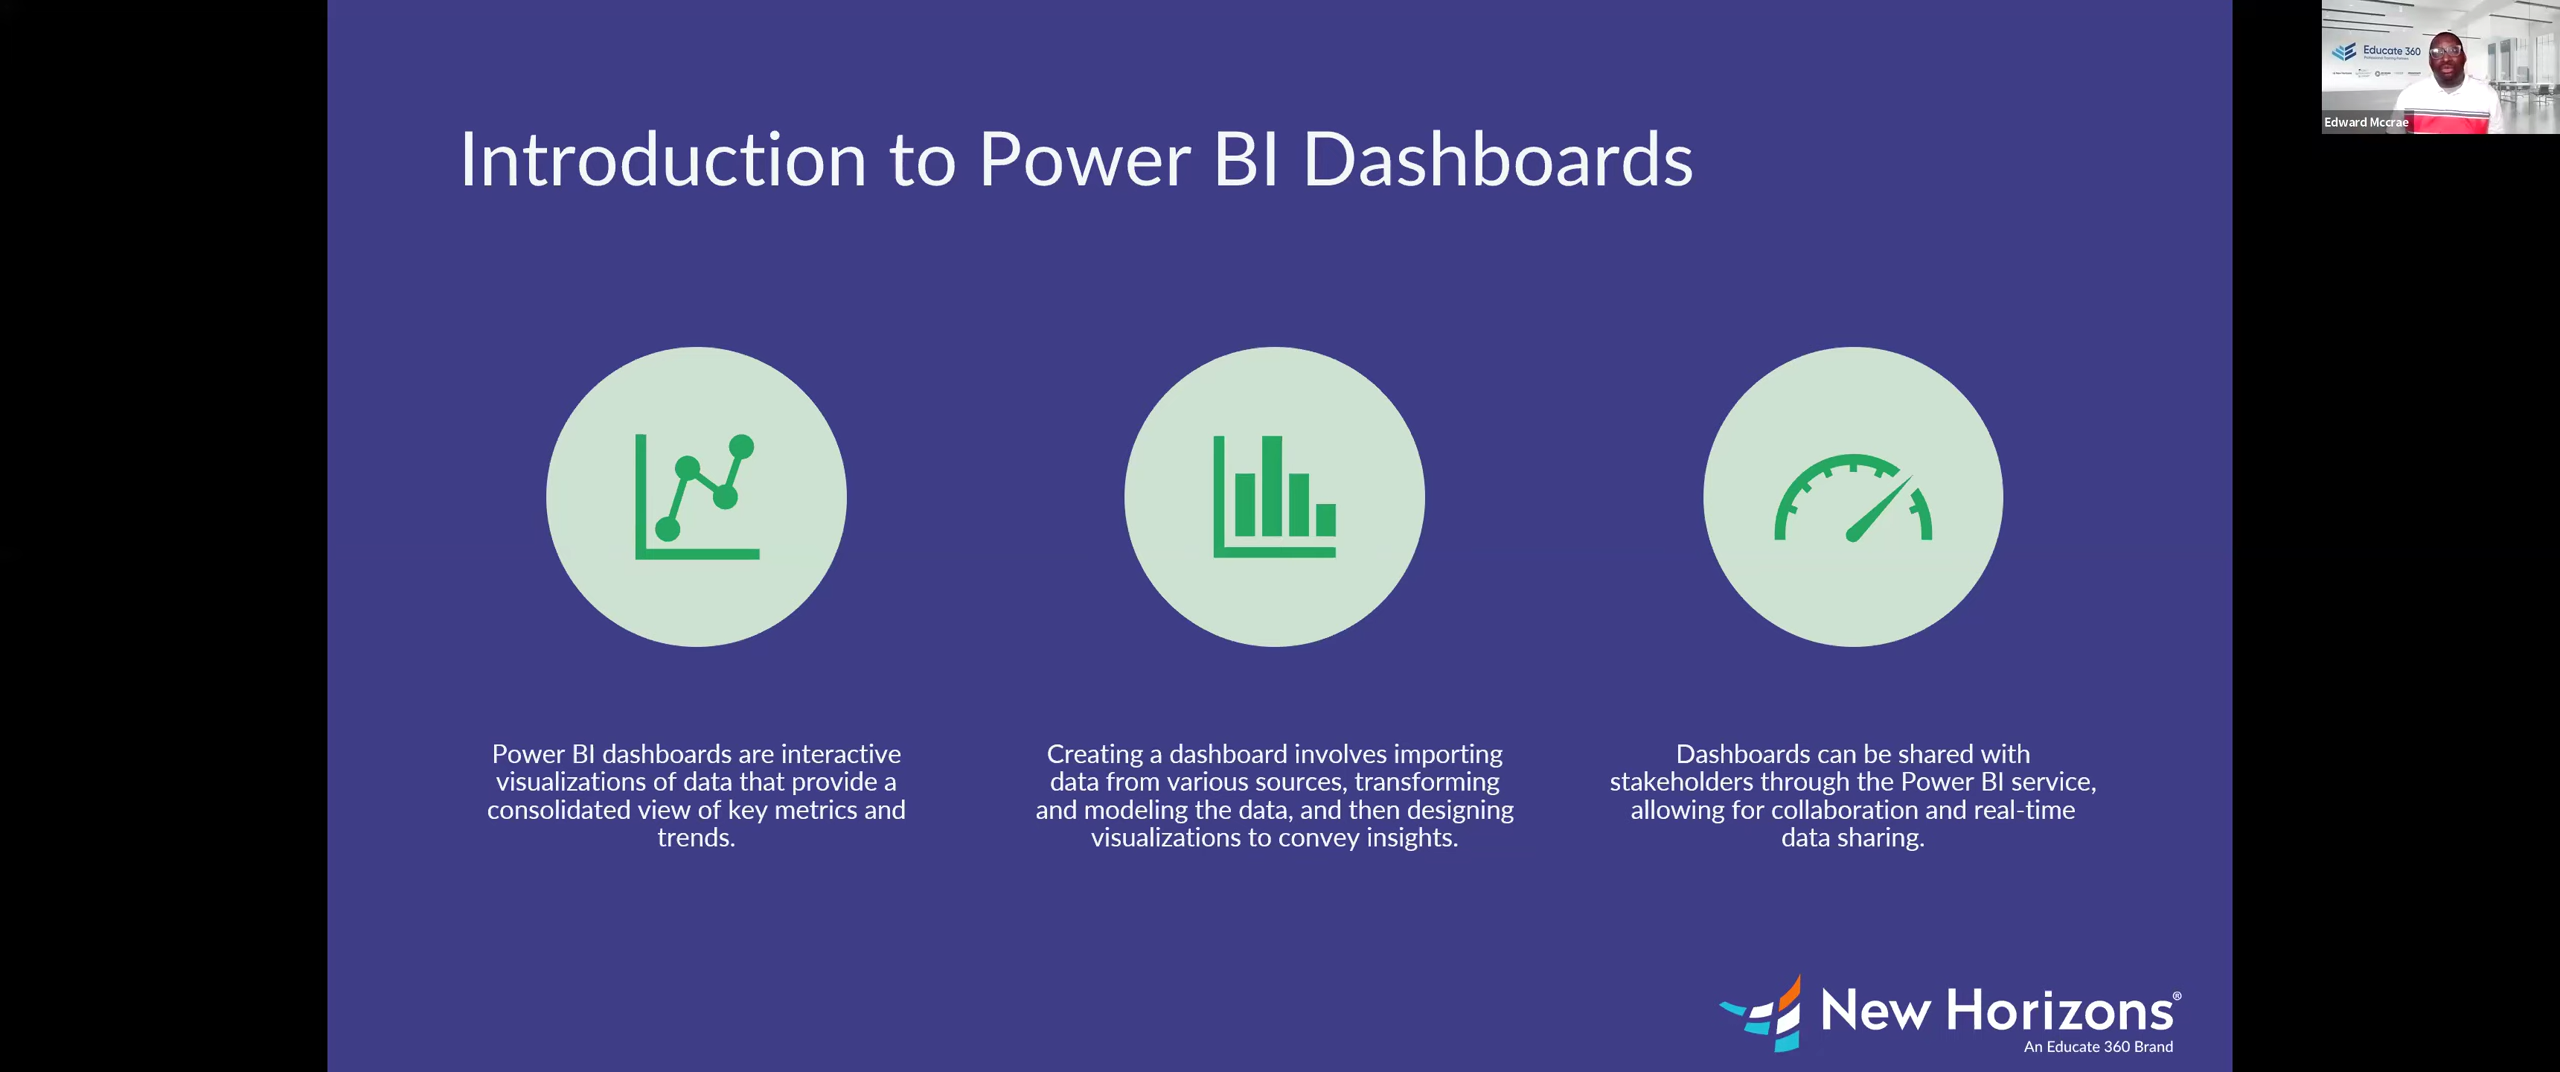 Introduction to Power BI Dashboards
Power BI dashboards are interactive
visualizations of data that provide a
consolidated view of key metrics and
trends.
Creating a dashboard involves importing
data from various sources, transforming
and modeling the data, and then designing
visualizations to convey insights.
Dashboards can be shared with
stakeholders through the Power BI service,
allowing for collaboration and real-time
data sharing.
New Horizons®
An Educate 360 Brand
Educate 360
Edward Mccrae